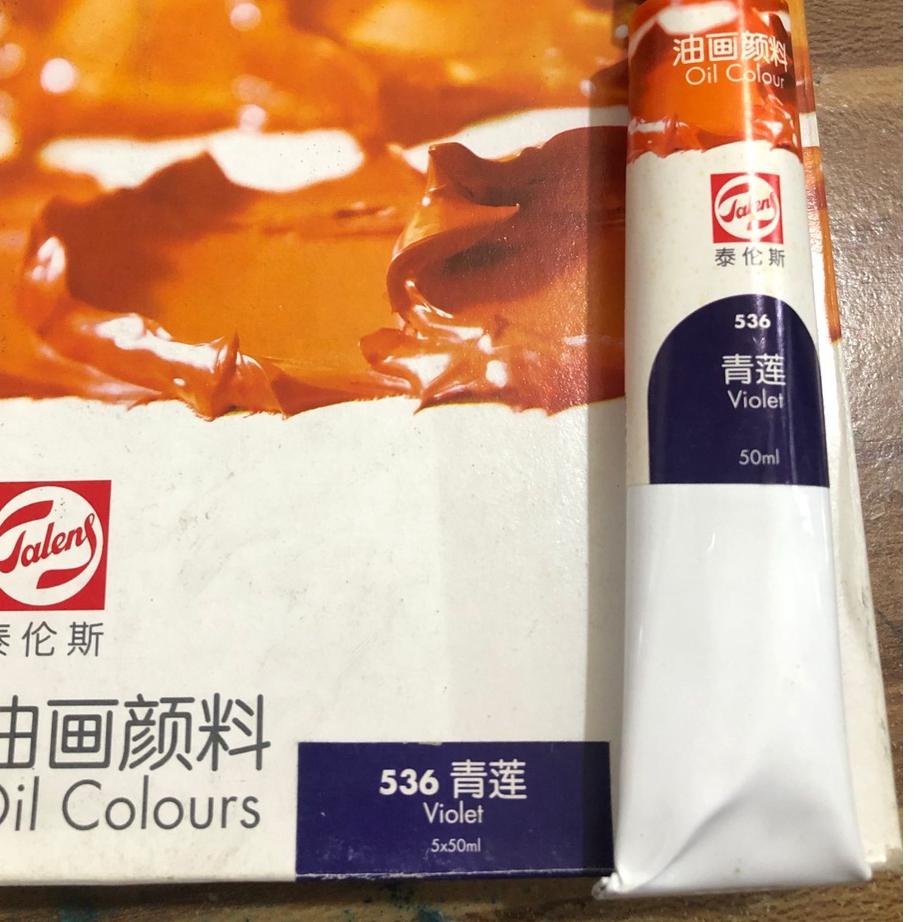 油画颜料
Oil Colour
Talens
泰伦斯
536
青莲
Violet
50ml
Talens
泰伦斯
油画颜料
Oil Colours
536 青莲
Violet
5x50ml